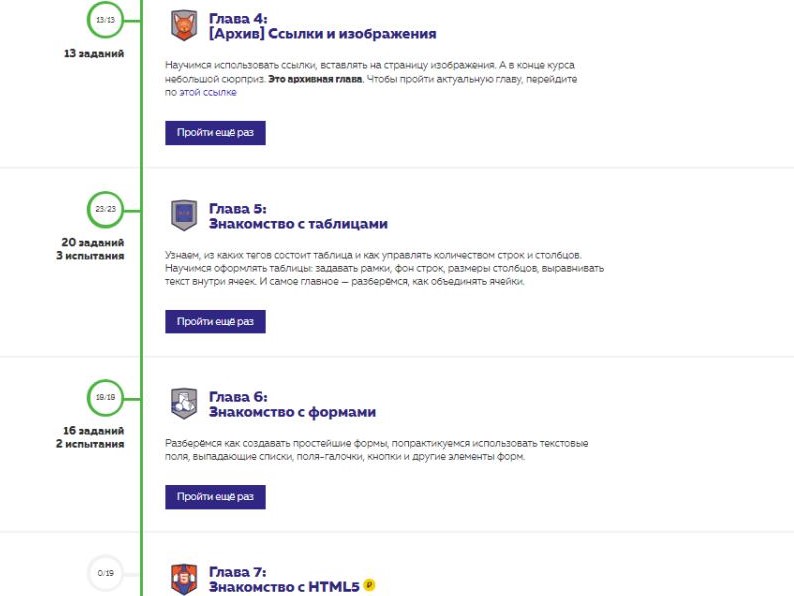 13/13
13 заданий
Глава 4:
[Архив] Ссылки и изображения
Научимся использовать ссылки, вставлять на страницу изображения. А в конце курса
небольшой сюрприз. Это архивная глава. Чтобы пройти актуальную главу, перейдите
по этой ссылке
Пройти ещё раз
23/23
20 заданий
3 испытания
Глава 5:
Знакомство с таблицами
Узнаем, из каких тегов состоит таблица и как управлять количеством строк и столбцов.
Научимся оформлять таблицы: задавать рамки, фон строк, размеры столбцов, выравнивать
текст внутри ячеек. И самое главное — разберёмся, как объединять ячейки.
Пройти ещё раз
18/18
16 заданий
2 испытания
Глава 6:
Знакомство с формами
Разберёмся как создавать простейшие формы, попрактикуемся использовать текстовые
поля, выпадающие списки, поля-галочки, кнопки и другие элементы форм.
Пройти ещё раз
0/19
Глава 7:
Знакомство с HTML5 ₽